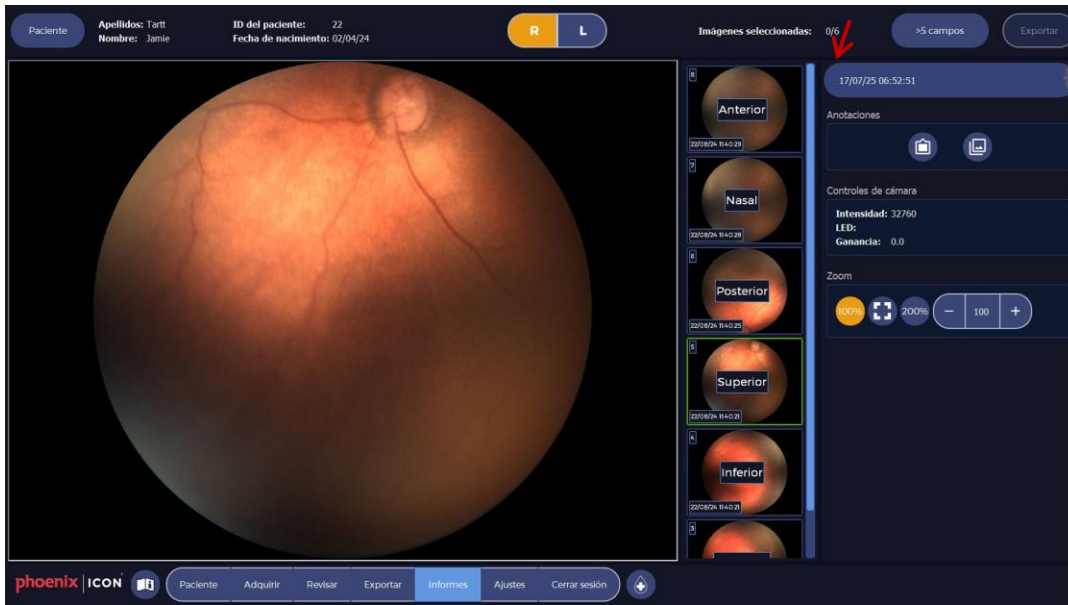 Paciente
Apellidos: Tartt
Nombre: Jamie
ID del paciente: 22
Fecha de nacimiento: 02/04/24
R L
Imágenes seleccionadas: 0/6
>5 campos
Exportar
8
Anterior
22/08/24 11:40:29
7
Nasal
22/08/24 11:40:28
6
Posterior
22/08/24 11:40:25
5
Superior
22/08/24 11:40:21
4
Inferior
22/08/24 11:40:21
3
17/07/25 06:52:51
Anotaciones
Controles de cámara
Intensidad: 32760
LED:
Ganancia: 0.0
Zoom
100% 200% − 100 +
phoenix | ICON
Paciente Adquirir Revisar Exportar Informes Ajustes Cerrar sesión